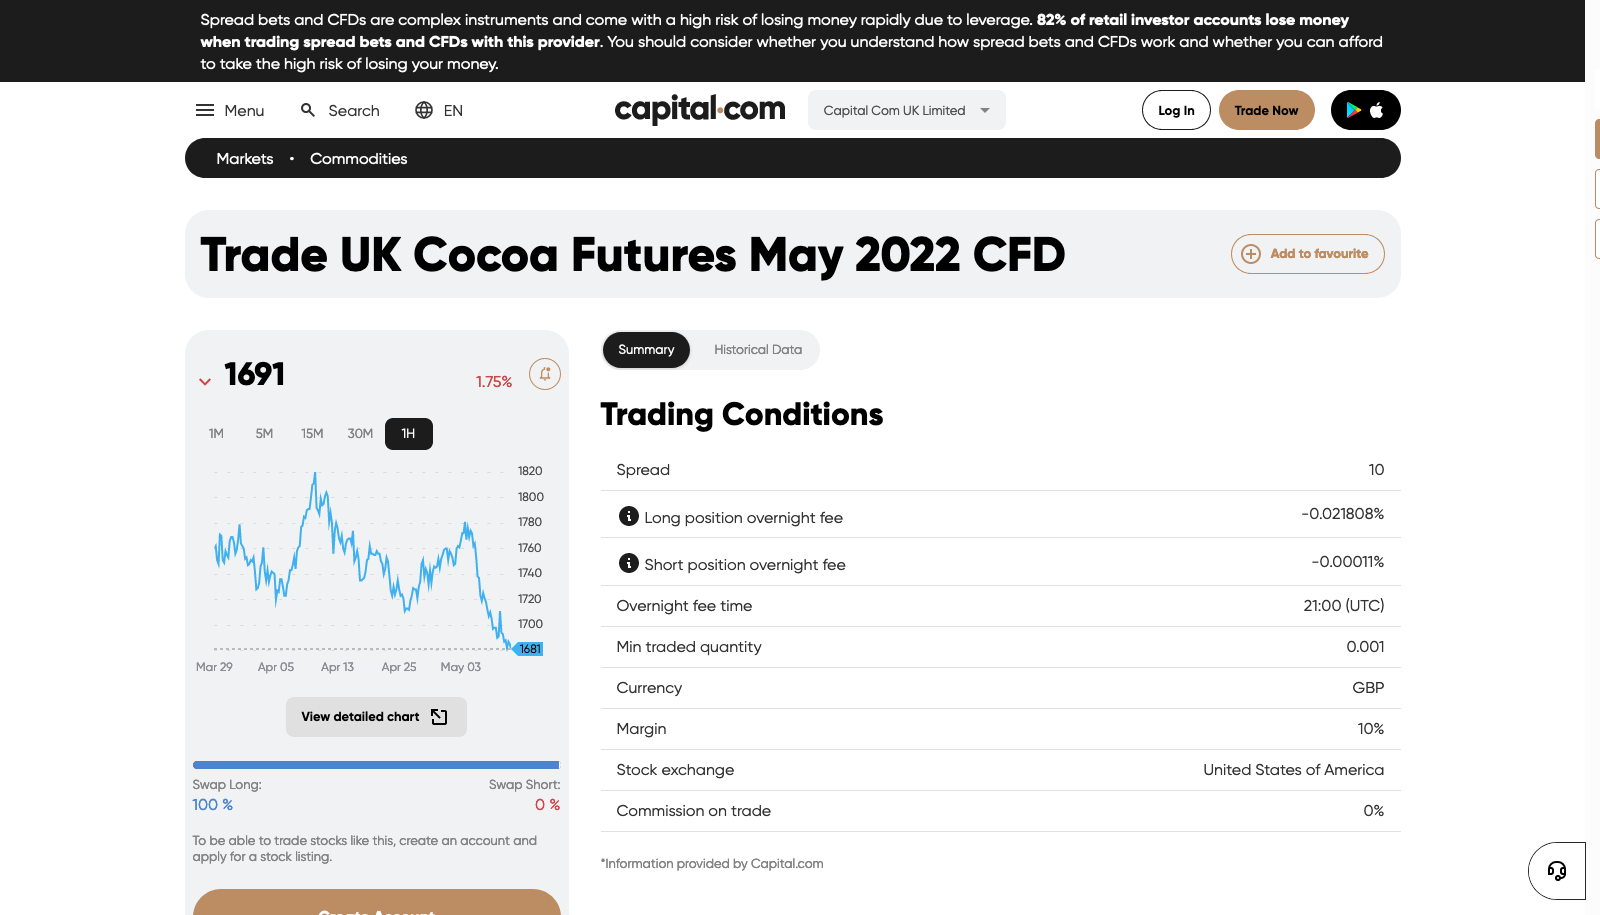 Spread bets and CFDs are complex instruments and come with a high risk of losing money rapidly due to leverage. 82% of retail investor accounts lose money
when trading spread bets and CFDs with this provider. You should consider whether you understand how spread bets and CFDs work and whether you can afford
to take the high risk of losing your money.
Menu
Search
EN
capital.com
Capital Com UK Limited
Log In
Trade Now
Markets • Commodities
Trade UK Cocoa Futures May 2022 CFD
Add to favourite
1691
1.75%
1M
5M
15M
30M
1H
1820
1800
1780
1760
1740
1720
1700
1681
Mar 29
Apr 05
Apr 13
Apr 25
May 03
View detailed chart
Swap Long:
Swap Short:
100 %
0 %
To be able to trade stocks like this, create an account and
apply for a stock listing.
Create Account
Summary
Historical Data
Trading Conditions
Spread 10
Long position overnight fee -0.021808%
Short position overnight fee -0.00011%
Overnight fee time 21:00 (UTC)
Min traded quantity 0.001
Currency GBP
Margin 10%
Stock exchange United States of America
Commission on trade 0%
*Information provided by Capital.com